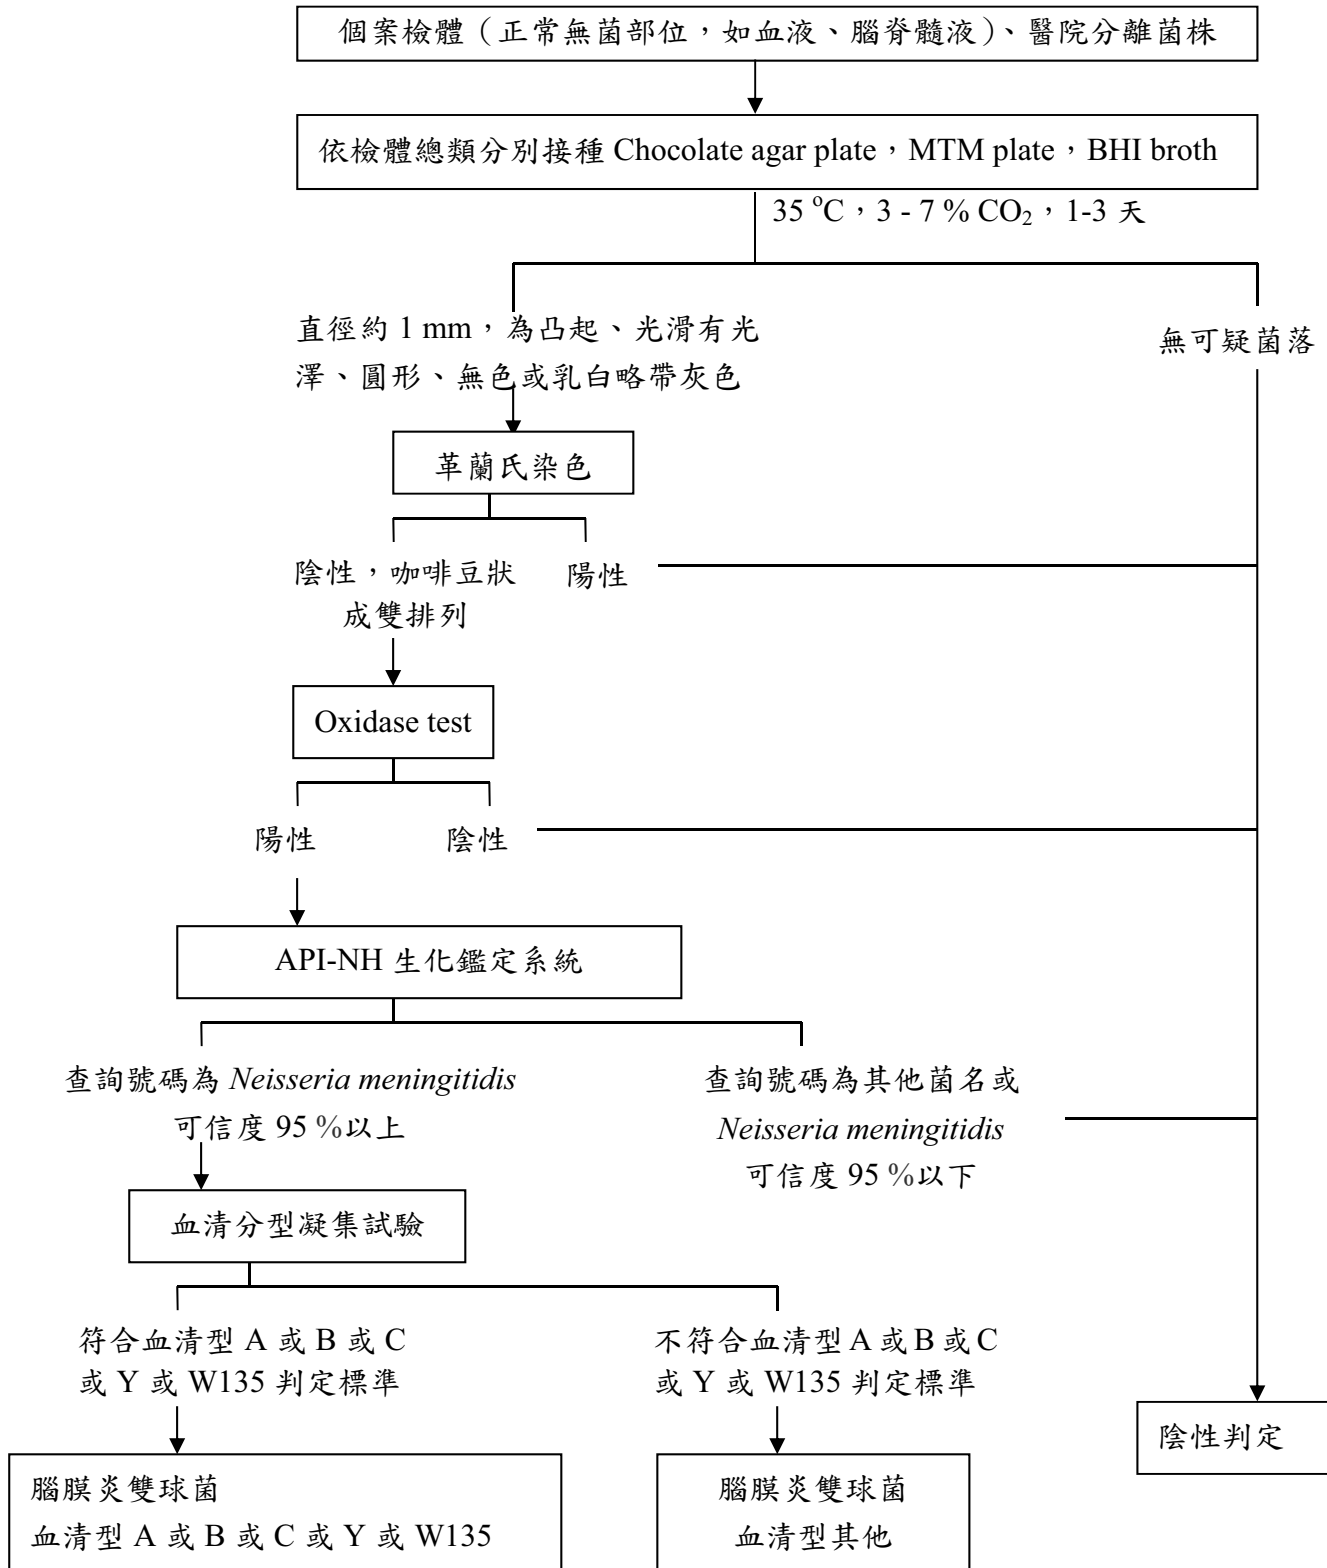 個案檢體（正常無菌部位，如血液、腦脊髓液）、醫院分離菌株
依檢體總類分別接種 Chocolate agar plate，MTM plate，BHI broth
35 °C，3 - 7 % CO₂，1-3 天
直徑約 1 mm，為凸起、光滑有光
澤、圓形、無色或乳白略帶灰色
無可疑菌落
革蘭氏染色
陰性，咖啡豆狀
成雙排列
陽性
Oxidase test
陽性
陰性
API-NH 生化鑑定系統
查詢號碼為 Neisseria meningitidis
可信度 95 %以上
查詢號碼為其他菌名或
Neisseria meningitidis
可信度 95 %以下
血清分型凝集試驗
符合血清型 A 或 B 或 C
或 Y 或 W135 判定標準
不符合血清型 A 或 B 或 C
或 Y 或 W135 判定標準
陰性判定
腦膜炎雙球菌
血清型 A 或 B 或 C 或 Y 或 W135
腦膜炎雙球菌
血清型其他